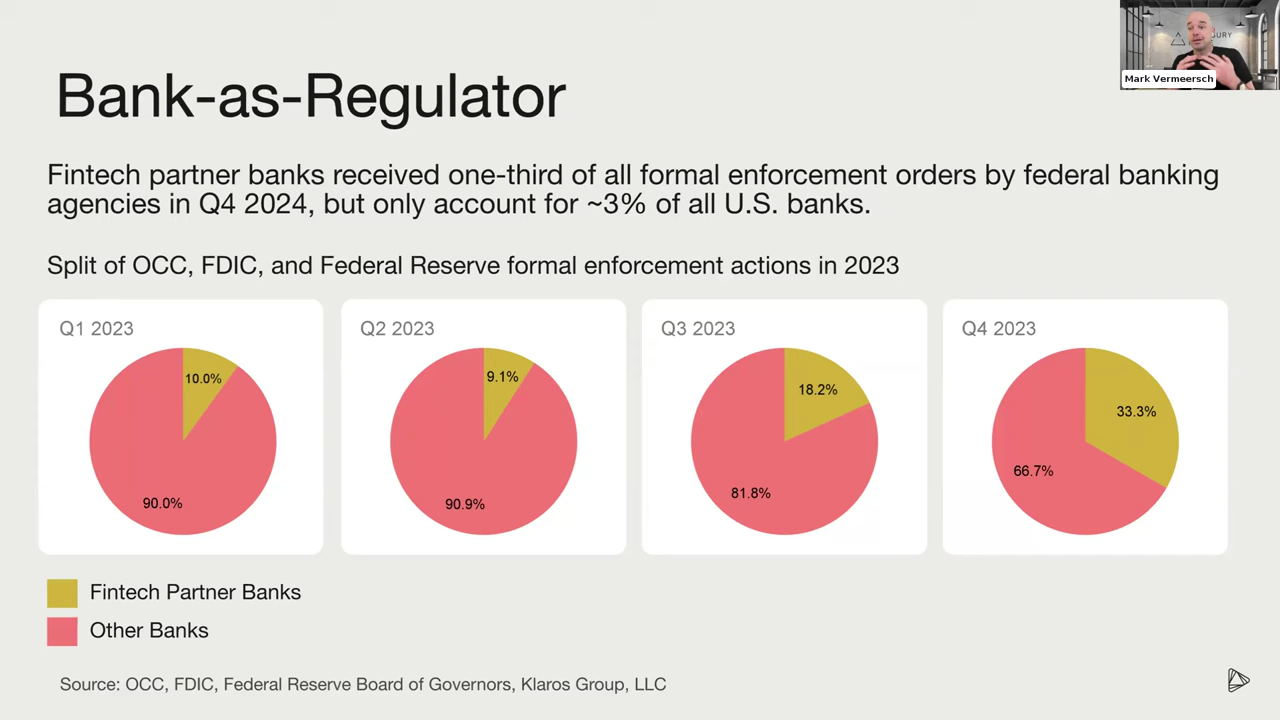 Bank-as-Regulator
URY
Mark Vermeersch
Fintech partner banks received one-third of all formal enforcement orders by federal banking
agencies in Q4 2024, but only account for ~3% of all U.S. banks.
Split of OCC, FDIC, and Federal Reserve formal enforcement actions in 2023
Q1 2023
10.0%
90.0%
Q2 2023
9.1%
90.9%
Q3 2023
18.2%
81.8%
Q4 2023
33.3%
66.7%
Fintech Partner Banks
Other Banks
Source: OCC, FDIC, Federal Reserve Board of Governors, Klaros Group, LLC